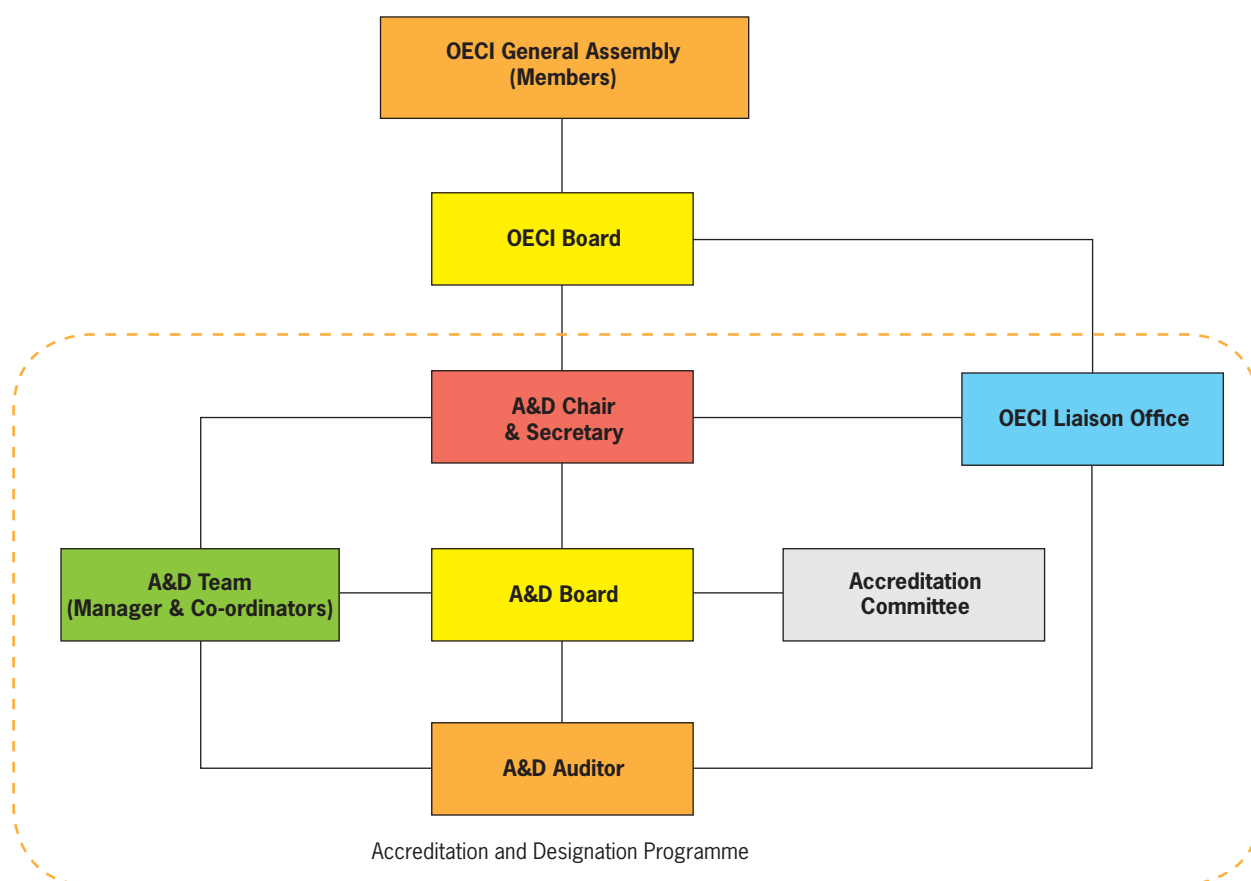 OECI General Assembly
(Members)
OECI Board
A&D Chair
& Secretary
OECI Liaison Office
A&D Team
(Manager & Co-ordinators)
A&D Board
Accreditation
Committee
A&D Auditor
Accreditation and Designation Programme